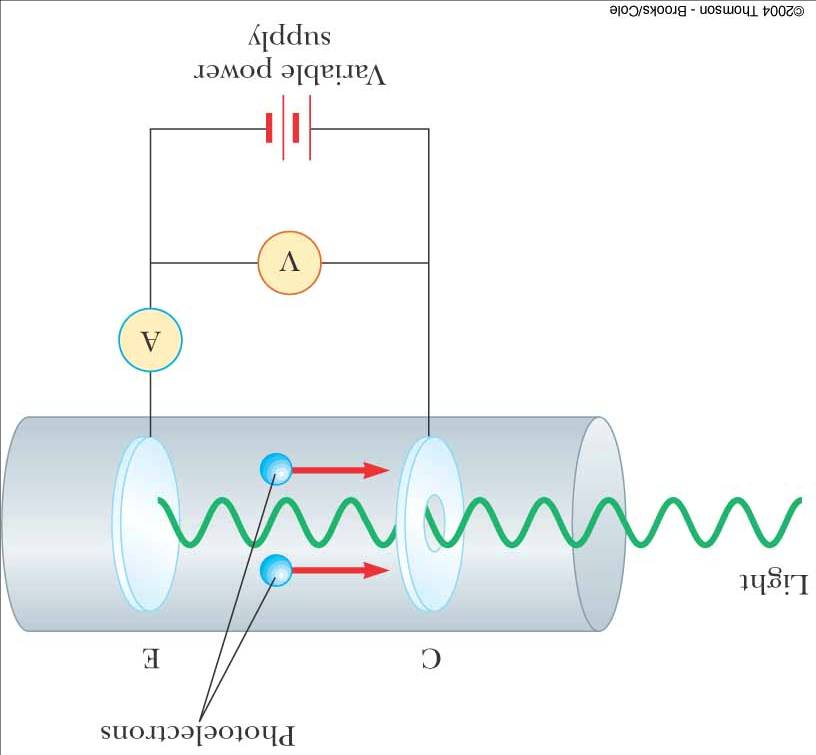 Photoelectrons
C
E
Light
A
V
Variable power
supply
©2004 Thomson - Brooks/Cole